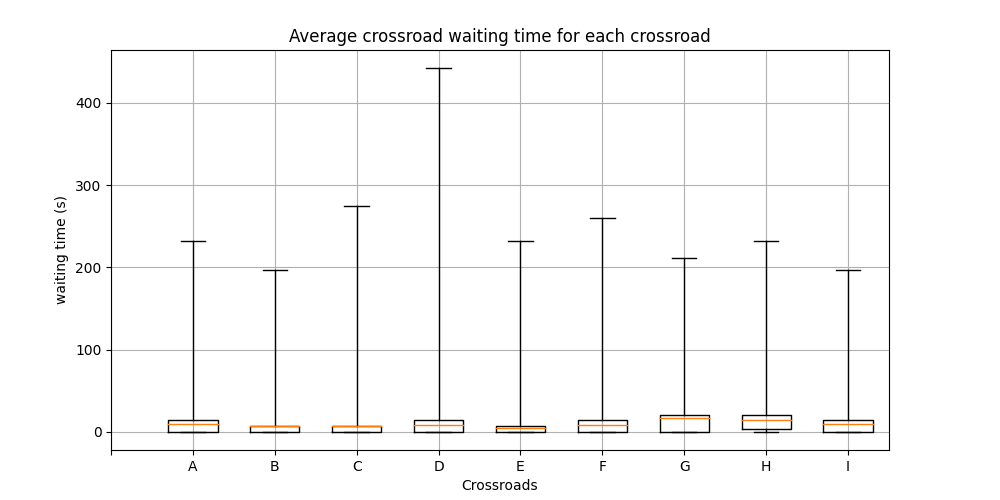 Average crossroad waiting time for each crossroad
waiting time (s)
400
300
200
100
0
A B C D E F G H I
Crossroads